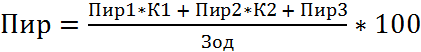 Пир = (Пир1*К1 + Пир2*К2 + Пир3) / Зод * 100